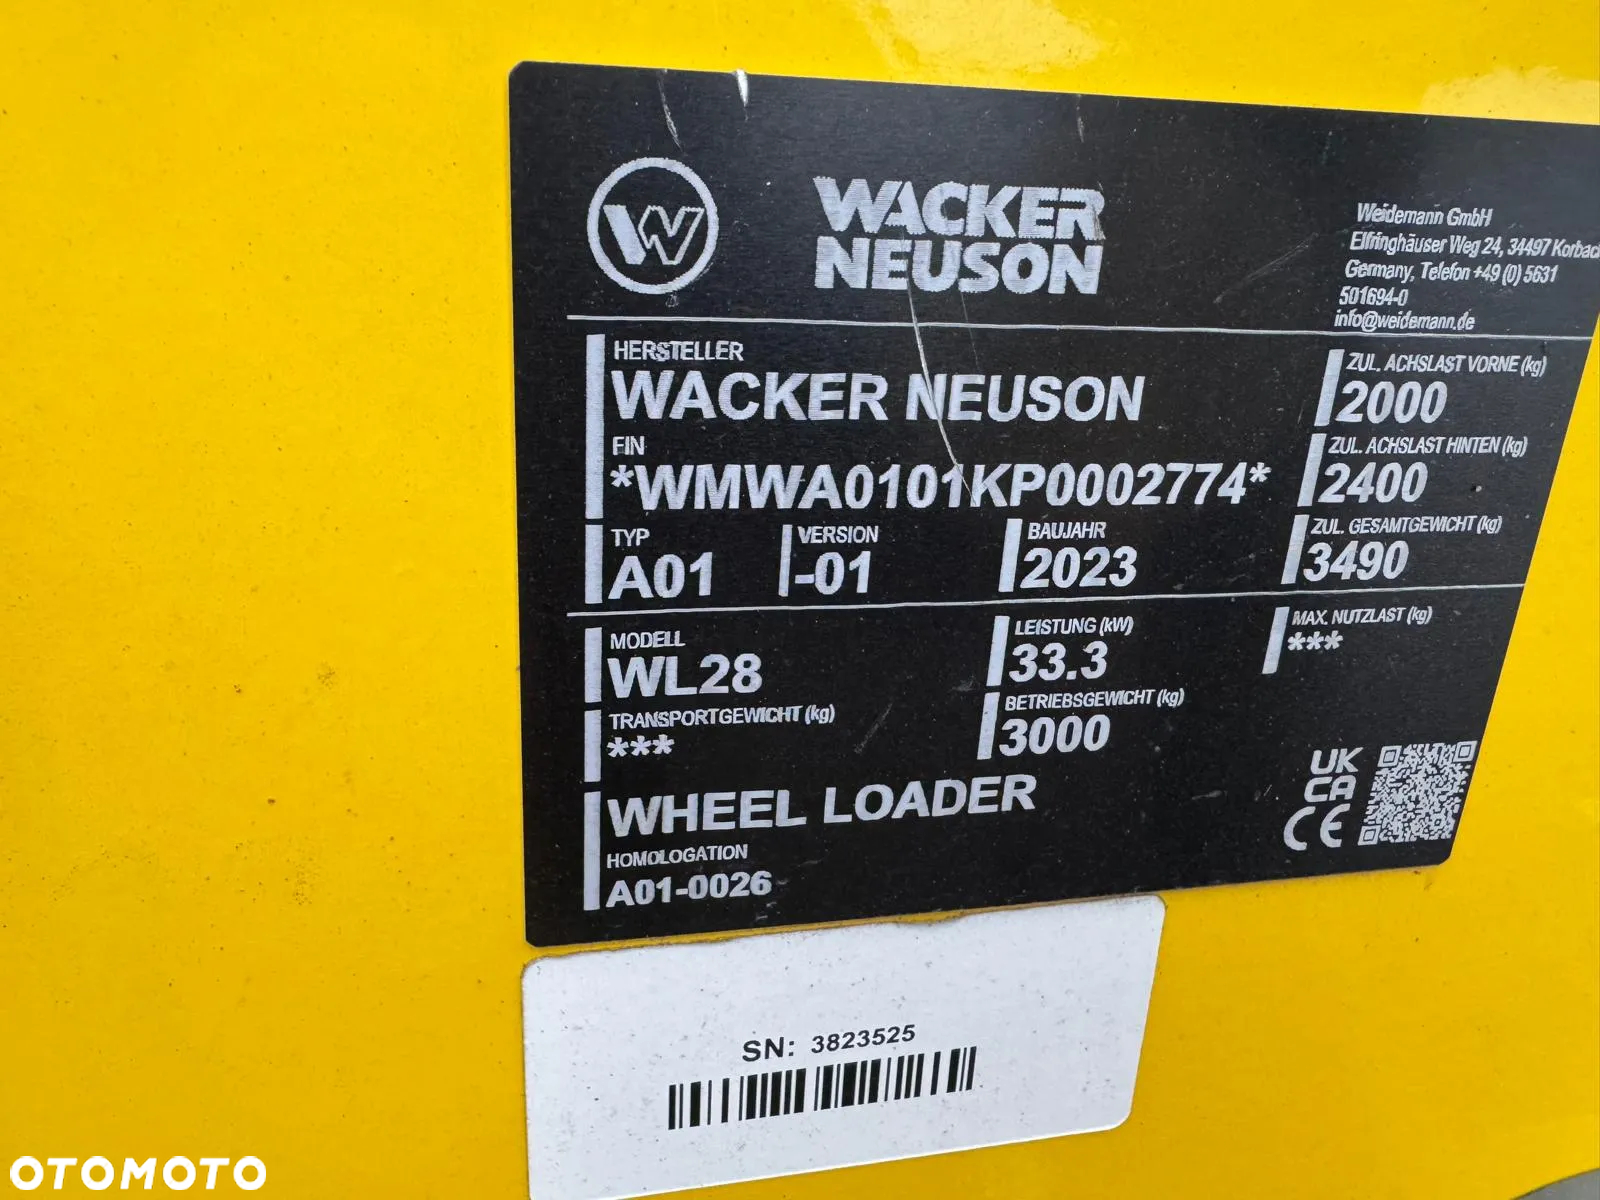 W
WACKER
NEUSON
Weidemann GmbH
Elfringhäuser Weg 24, 34497 Korbach
Germany, Telefon +49 (0) 5631
501694-0
info@weidemann.de
HERSTELLER
WACKER NEUSON
FIN
*WMWA0101KP0002774*
TYP
A01
VERSION
-01
BAUJAHR
2023
ZUL. ACHSLAST VORNE (kg)
2000
ZUL. ACHSLAST HINTEN (kg)
2400
ZUL. GESAMTGEWICHT (kg)
3490
MODELL
WL28
LEISTUNG (kW)
33.3
MAX. NUTZLAST (kg)
***
TRANSPORTGEWICHT (kg)
***
BETRIEBSGEWICHT (kg)
3000
WHEEL LOADER
HOMOLOGATION
A01-0026
UK
CA
CE
SN: 3823525
OTOMOTO